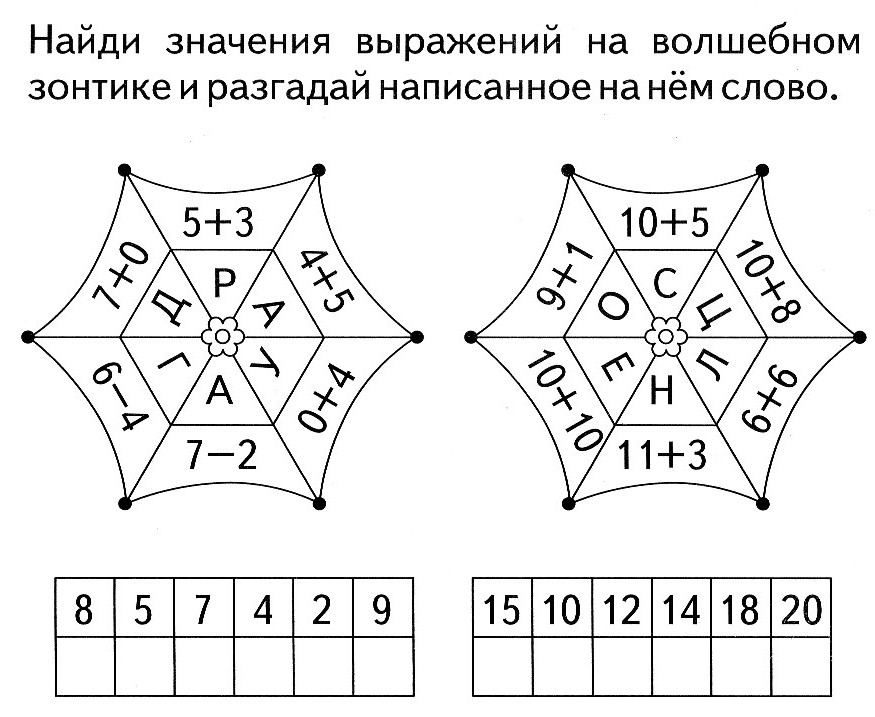 Найди значения выражений на волшебном
зонтике и разгадай написанное на нём слово.
5+3
7+0
4+5
Р
Д
А
Г
У
А
6−4
0+4
7−2
10+5
9+1
10+8
С
О
Ц
Е
Л
Н
10+10
6+6
11+3
8 5 7 4 2 9
15 10 12 14 18 20